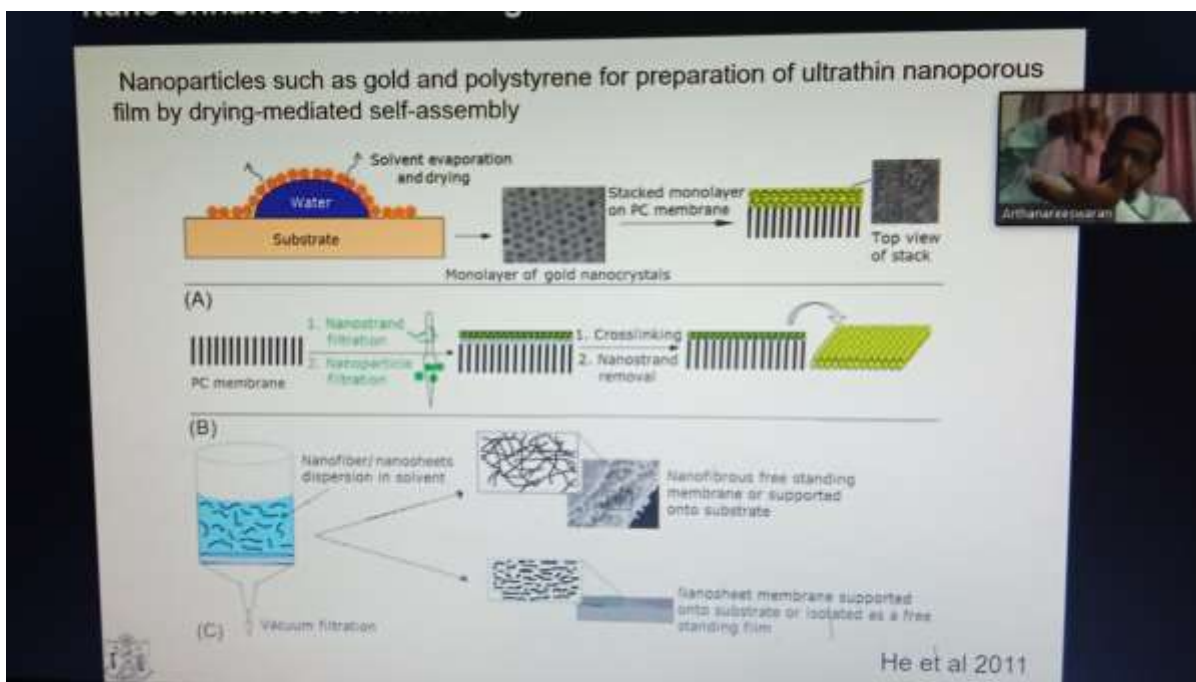 Nanoparticles such as gold and polystyrene for preparation of ultrathin nanoporous
film by drying-mediated self-assembly
Solvent evaporation
and drying
Water
Substrate
Monolayer of gold nanocrystals
Stacked monolayer
on PC membrane
Top view
of stack
Arthanareeswaran
(A)
PC membrane
1. Nanostrand
filtration
2. Nanoparticle
filtration
1. Crosslinking
2. Nanostrand
removal
(B)
Nanofiber/nanosheets
dispersion in solvent
Nanofibrous free standing
membrane or supported
onto substrate
Nanosheet membrane supported
onto substrate or isolated as a free
standing film
(C)
Vacuum filtration
He et al 2011